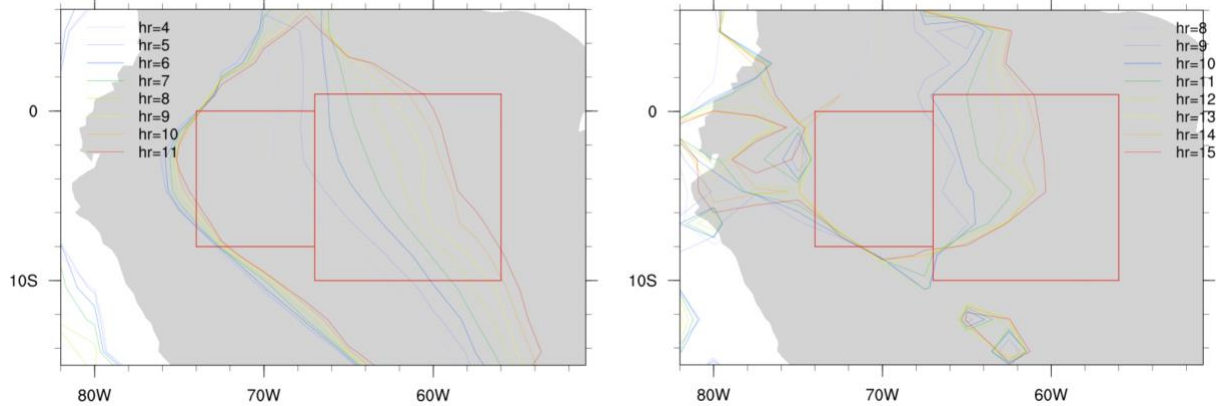 hr=4
hr=5
hr=6
hr=7
hr=8
hr=9
hr=10
hr=11
0
10S
80W
70W
60W
hr=8
hr=9
hr=10
hr=11
hr=12
hr=13
hr=14
hr=15
0
10S
80W
70W
60W